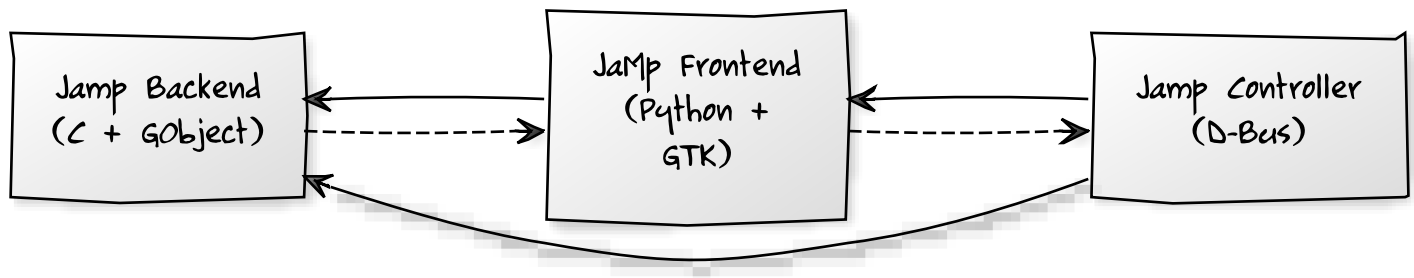 Jamp Backend
(C + GObject)
JaMp Frontend
(Python +
GTK)
Jamp Controller
(D-Bus)